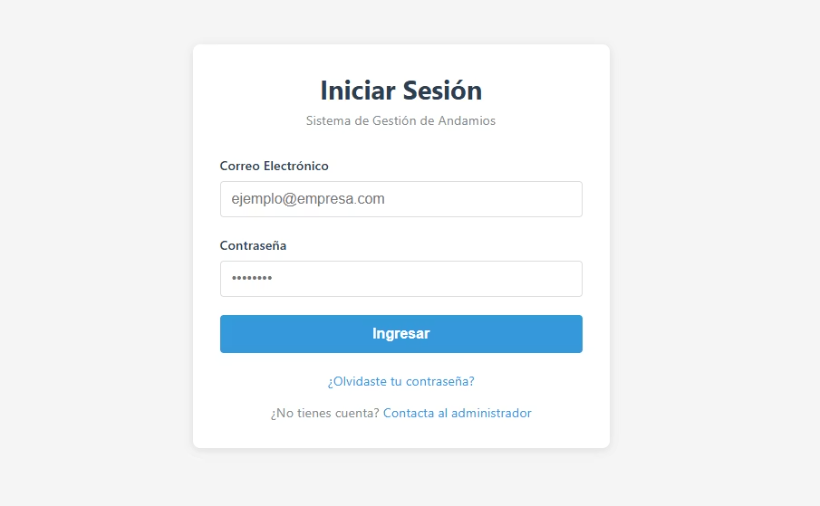 Iniciar Sesión
Sistema de Gestión de Andamios
Correo Electrónico
ejemplo@empresa.com
Contraseña
••••••••
Ingresar
¿Olvidaste tu contraseña?
¿No tienes cuenta? Contacta al administrador